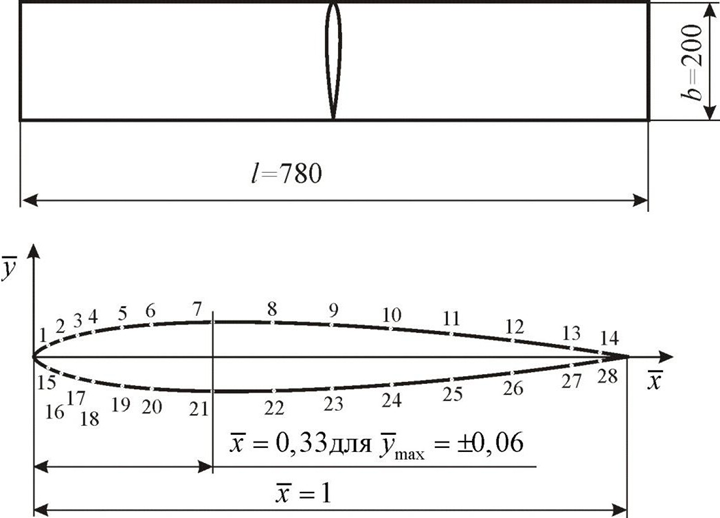 b=200
l=780
y̅
1 2 3 4 5 6 7 8 9 10 11 12 13 14
15 16 17 18 19 20 21 22 23 24 25 26 27 28
x̅
x̅ = 0,33 для y̅max = ±0,06
x̅ = 1